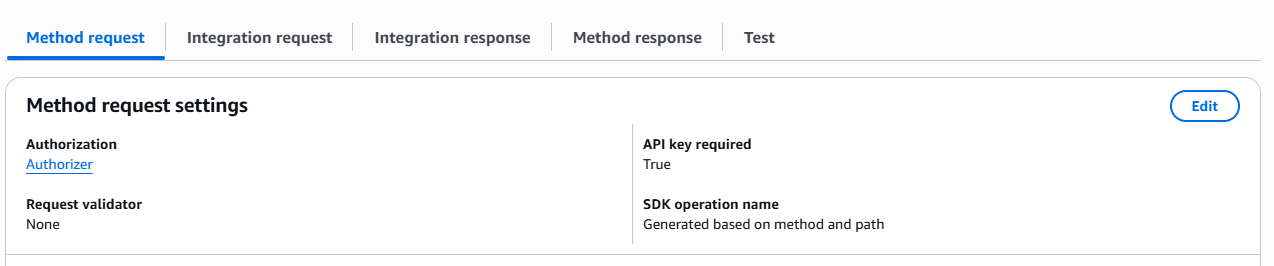 Method request
Integration request
Integration response
Method response
Test
Method request settings
Edit
Authorization
Authorizer
API key required
True
Request validator
None
SDK operation name
Generated based on method and path